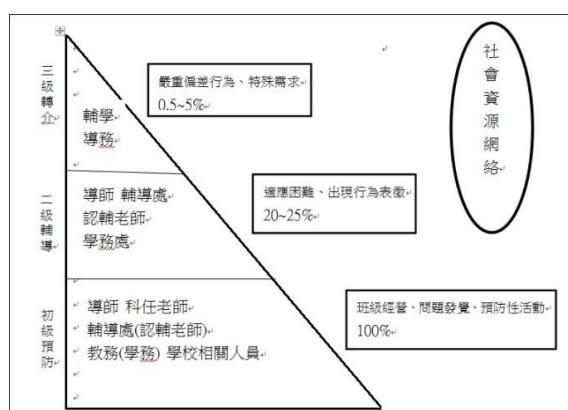 三級轉介
輔學
導務
嚴重偏差行為、特殊需求
0.5~5%
社會資源網絡
二級輔導
導師 輔導處
認輔老師
學務處
適應困難、出現行為表徵
20~25%
初級預防
導師 科任老師
輔導處(認輔老師)
教務(學務) 學校相關人員
班級經營、問題發覺、預防性活動
100%